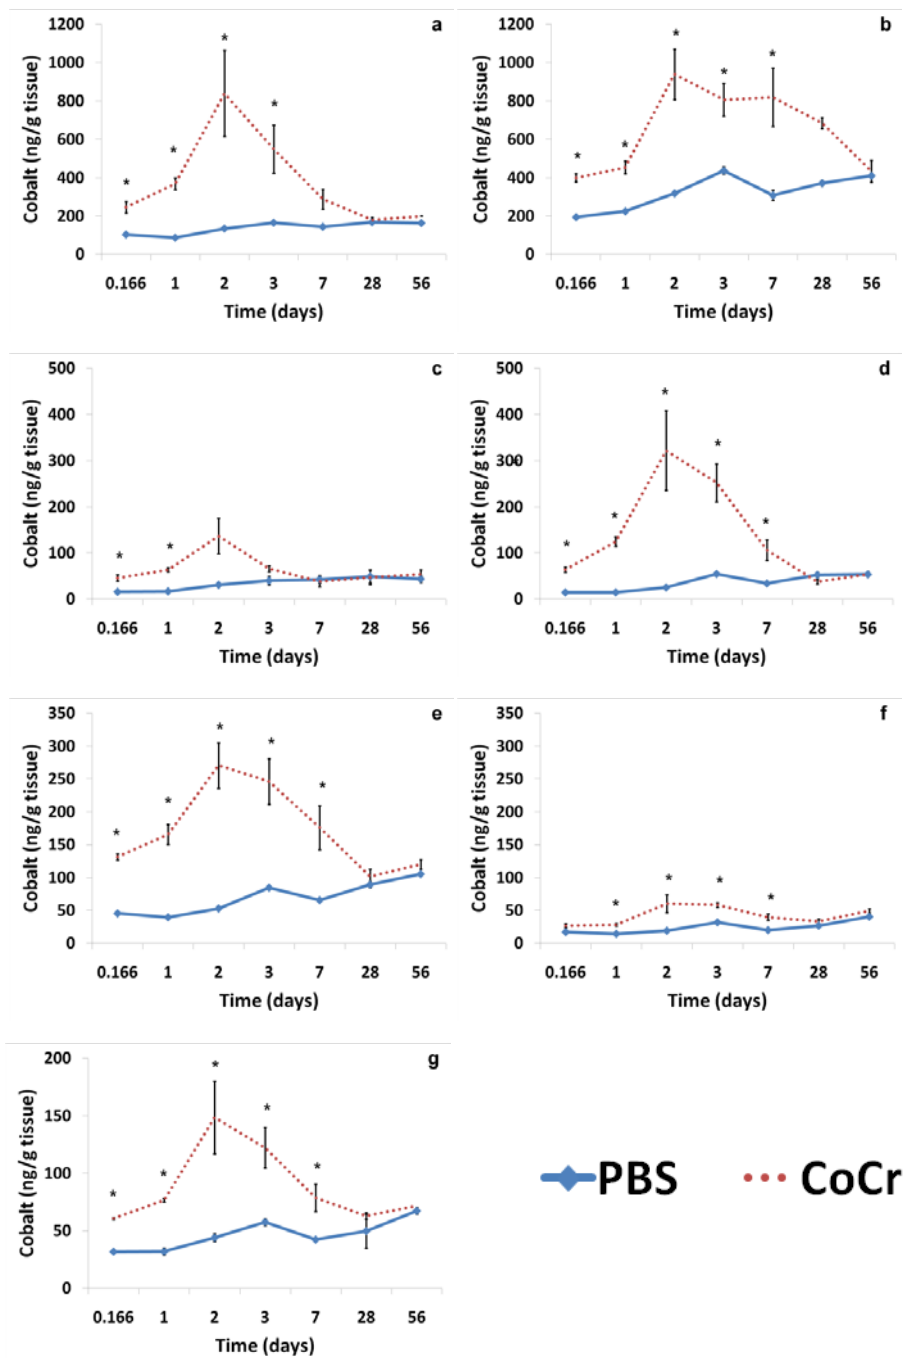 a
1200
1000
800
600
400
200
0
Cobalt (ng/g tissue)
* * * *
0.166 1 2 3 7 28 56
Time (days)
b
1200
1000
800
600
400
200
0
Cobalt (ng/g tissue)
* * * * *
0.166 1 2 3 7 28 56
Time (days)
c
500
400
300
200
100
0
Cobalt (ng/g tissue)
* *
0.166 1 2 3 7 28 56
Time (days)
d
500
400
300
200
100
0
Cobalt (ng/g tissue)
* * * * *
0.166 1 2 3 7 28 56
Time (days)
e
350
300
250
200
150
100
50
0
Cobalt (ng/g tissue)
* * * * *
0.166 1 2 3 7 28 56
Time (days)
f
350
300
250
200
150
100
50
0
Cobalt (ng/g tissue)
* * * *
0.166 1 2 3 7 28 56
Time (days)
g
200
150
100
50
0
Cobalt (ng/g tissue)
* * * * *
0.166 1 2 3 7 28 56
Time (days)
PBS CoCr